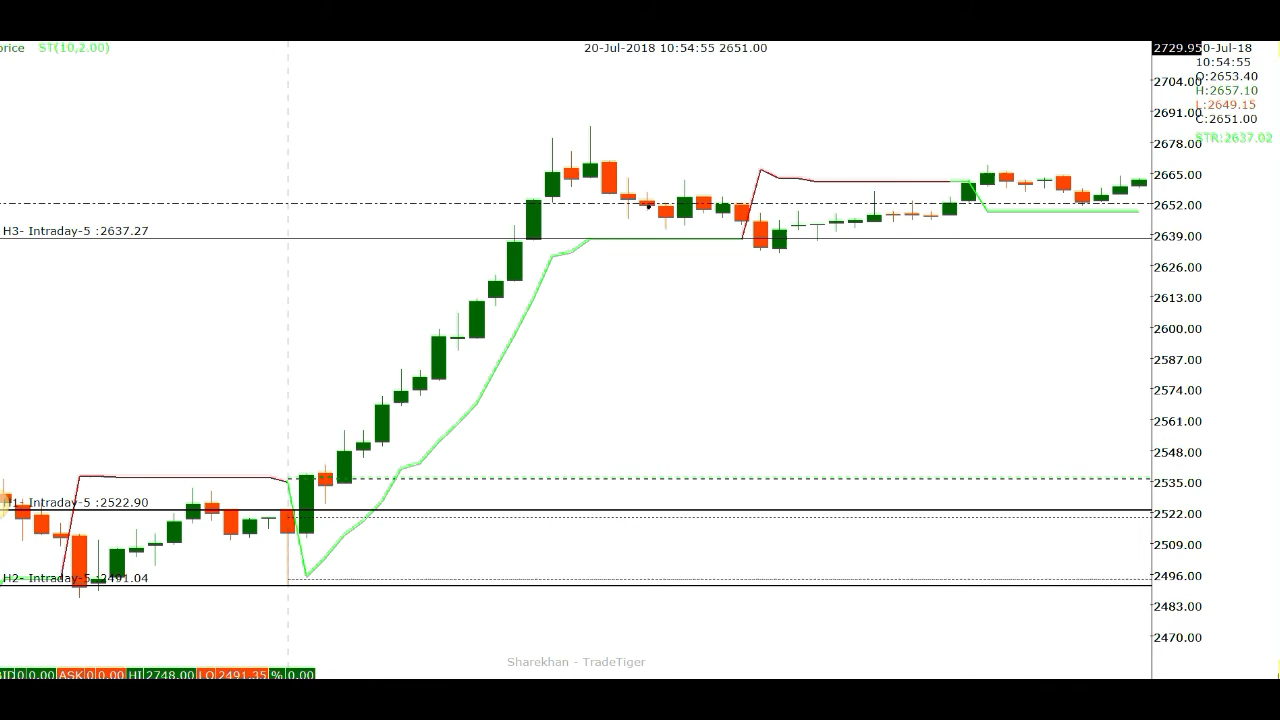 price ST(10,2.00)
20-Jul-2018 10:54:55 2651.00
2729.95
0-Jul-18
10:54:55
O:2653.40
H:2657.10
L:2649.15
C:2651.00
STR:2637.02
2704.00
2691.00
2678.00
2665.00
2652.00
2639.00
2626.00
2613.00
2600.00
2587.00
2574.00
2561.00
2548.00
2535.00
2522.00
2509.00
2496.00
2483.00
2470.00
H3- Intraday-5 :2637.27
H1- Intraday-5 :2522.90
H2- Intraday-5 :2491.04
Sharekhan - TradeTiger
BID 0 0.00 ASK 0 0.00 HI 2748.00 LO 2491.35 % 0.00